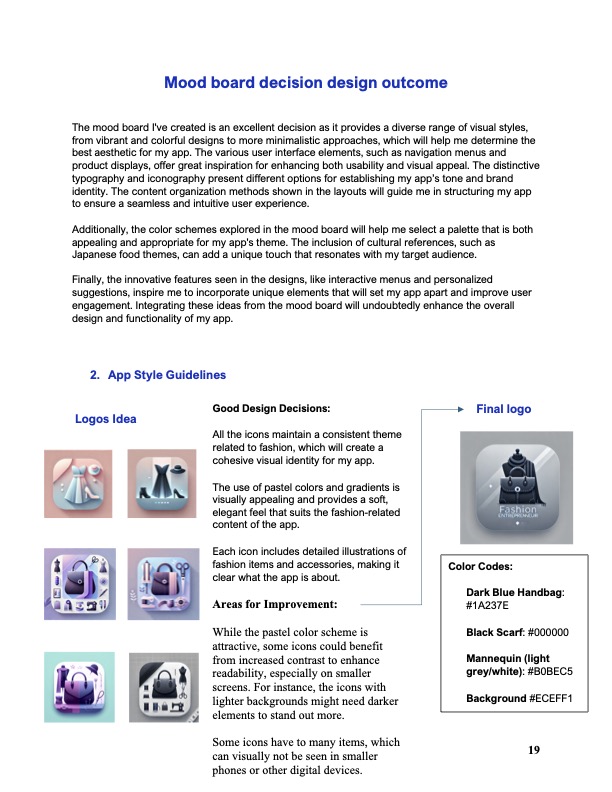 Mood board decision design outcome
The mood board I've created is an excellent decision as it provides a diverse range of visual styles,
from vibrant and colorful designs to more minimalistic approaches, which will help me determine the
best aesthetic for my app. The various user interface elements, such as navigation menus and
product displays, offer great inspiration for enhancing both usability and visual appeal. The distinctive
typography and iconography present different options for establishing my app's tone and brand
identity. The content organization methods shown in the layouts will guide me in structuring my app
to ensure a seamless and intuitive user experience.
Additionally, the color schemes explored in the mood board will help me select a palette that is both
appealing and appropriate for my app's theme. The inclusion of cultural references, such as
Japanese food themes, can add a unique touch that resonates with my target audience.
Finally, the innovative features seen in the designs, like interactive menus and personalized
suggestions, inspire me to incorporate unique elements that will set my app apart and improve user
engagement. Integrating these ideas from the mood board will undoubtedly enhance the overall
design and functionality of my app.
2. App Style Guidelines
Logos Idea
Good Design Decisions:
All the icons maintain a consistent theme
related to fashion, which will create a
cohesive visual identity for my app.
The use of pastel colors and gradients is
visually appealing and provides a soft,
elegant feel that suits the fashion-related
content of the app.
Each icon includes detailed illustrations of
fashion items and accessories, making it
clear what the app is about.
Areas for Improvement:
While the pastel color scheme is
attractive, some icons could benefit
from increased contrast to enhance
readability, especially on smaller
screens. For instance, the icons with
lighter backgrounds might need darker
elements to stand out more.
Some icons have to many items, which
can visually not be seen in smaller
phones or other digital devices.
Final logo
Fashion
ENTREPRENEUR
Color Codes:
Dark Blue Handbag:
#1A237E
Black Scarf: #000000
Mannequin (light
grey/white): #B0BEC5
Background #ECEFF1
19